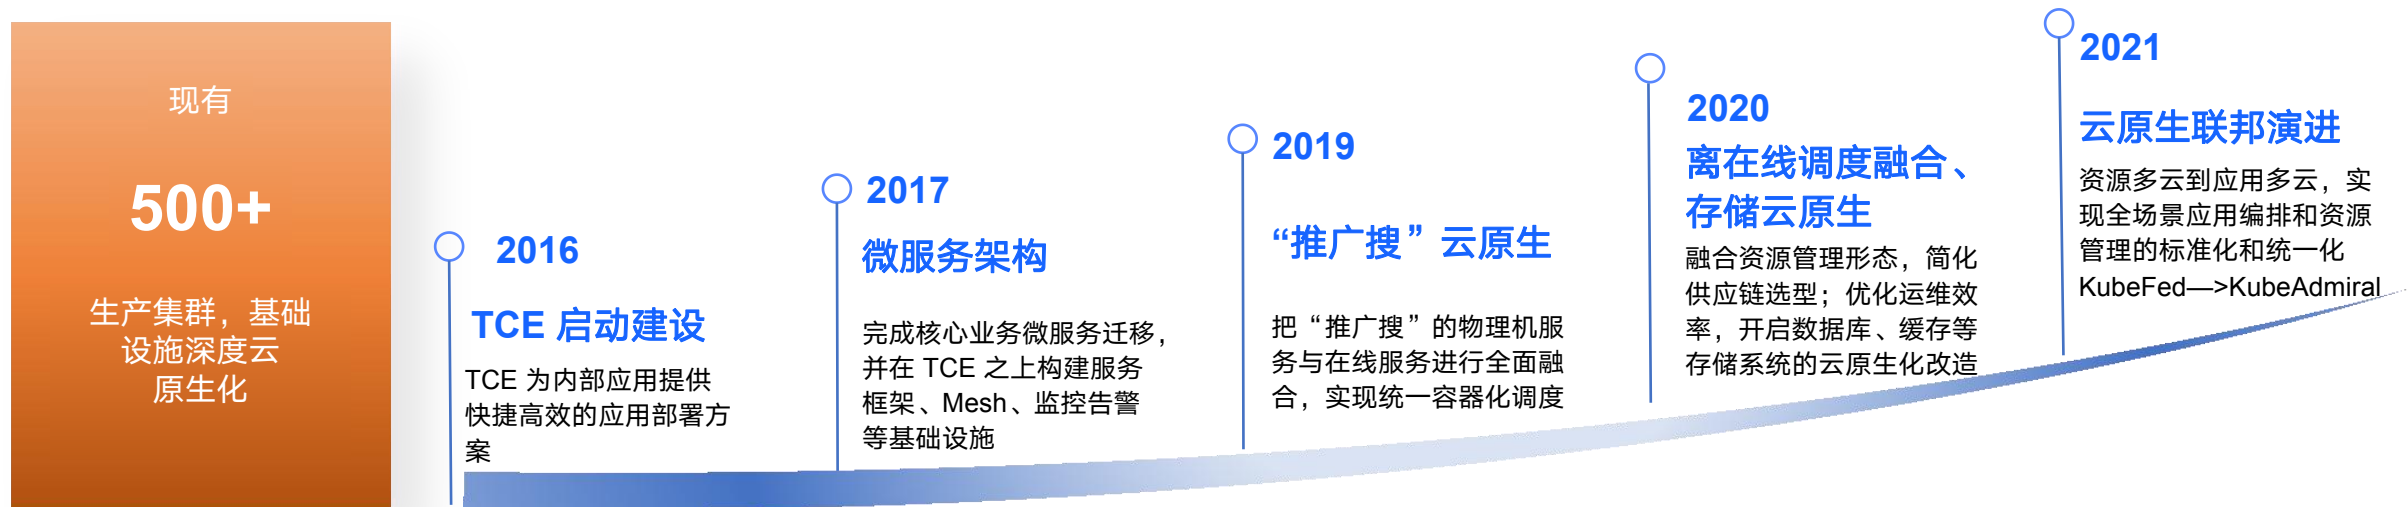 现有
500+
生产集群，基础
设施深度云
原生化
2016
TCE 启动建设
TCE 为内部应用提供
快捷高效的应用部署方
案
2017
微服务架构
完成核心业务微服务迁移，
并在 TCE 之上构建服务
框架、Mesh、监控告警
等基础设施
2019
“推广搜”云原生
把“推广搜”的物理机服
务与在线服务进行全面融
合，实现统一容器化调度
2020
离在线调度融合、
存储云原生
融合资源管理形态，简化
供应链选型；优化运维效
率，开启数据库、缓存等
存储系统的云原生化改造
2021
云原生联邦演进
资源多云到应用多云，实
现全场景应用编排和资源
管理的标准化和统一化
KubeFed—>KubeAdmiral